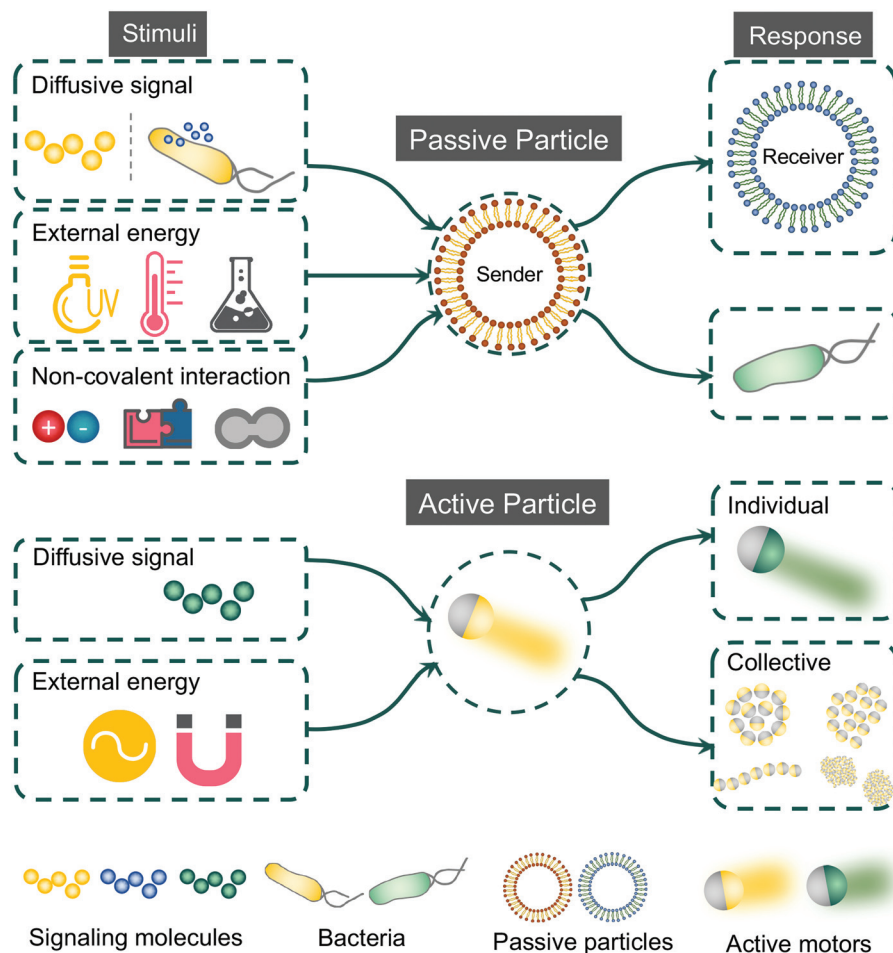 Stimuli
Response
Diffusive signal
Passive Particle
Receiver
External energy
UV
Sender
Non-covalent interaction
+ -
Active Particle
Individual
Diffusive signal
External energy
Collective
Signaling molecules
Bacteria
Passive particles
Active motors